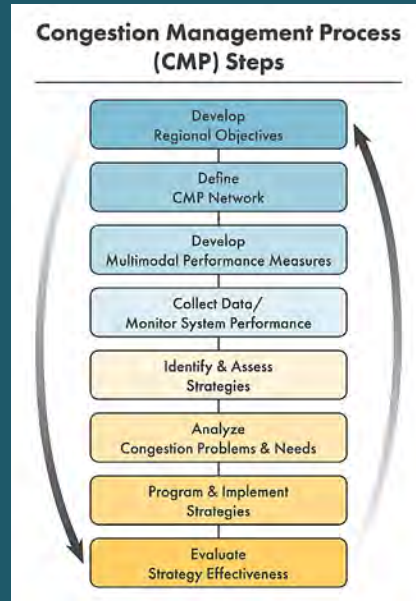 Congestion Management Process
(CMP) Steps
Develop
Regional Objectives
Define
CMP Network
Develop
Multimodal Performance Measures
Collect Data/
Monitor System Performance
Identify & Assess
Strategies
Analyze
Congestion Problems & Needs
Program & Implement
Strategies
Evaluate
Strategy Effectiveness